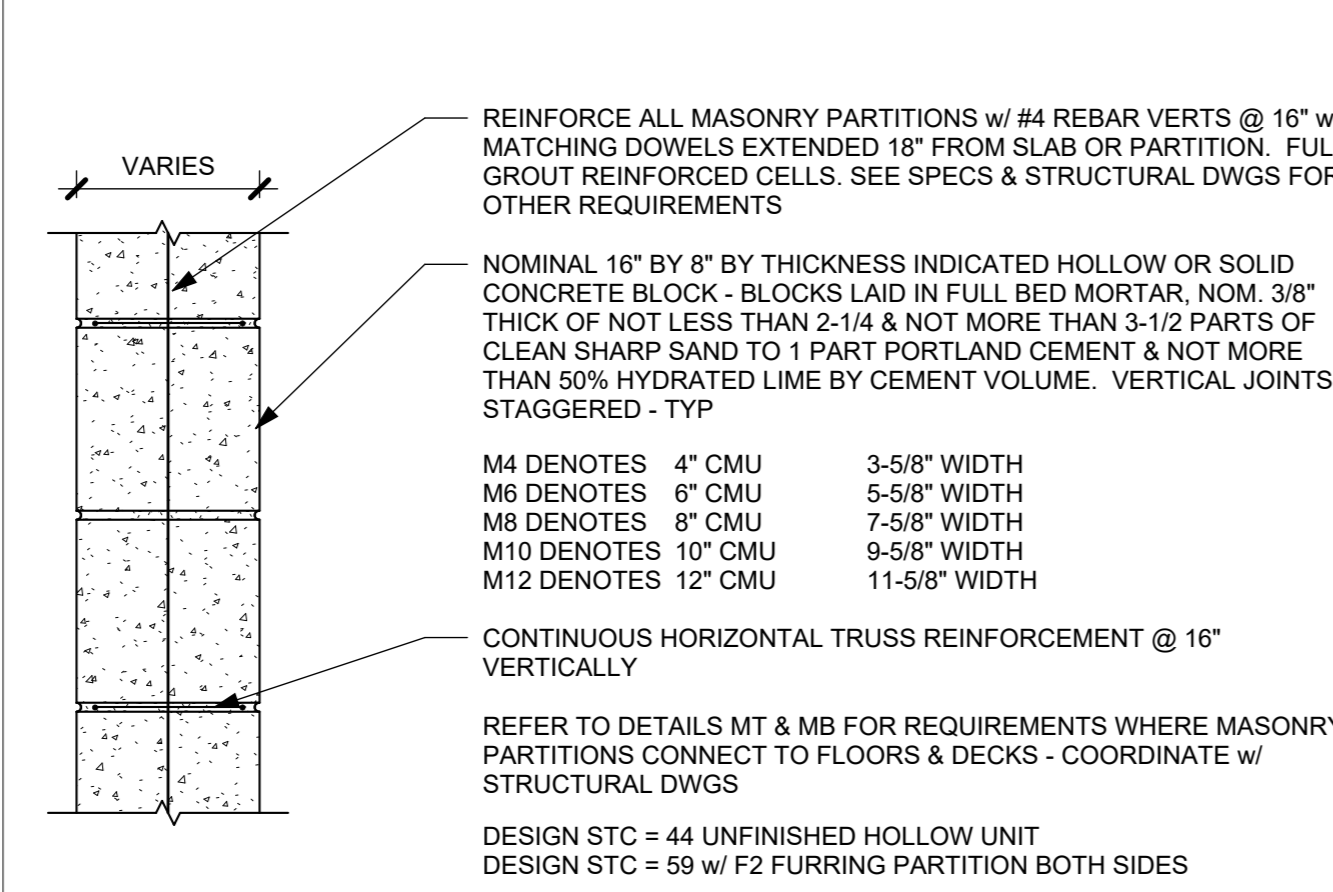 VARIES
REINFORCE ALL MASONRY PARTITIONS w/ #4 REBAR VERTS @ 16" w
MATCHING DOWELS EXTENDED 18" FROM SLAB OR PARTITION. FUL
GROUT REINFORCED CELLS. SEE SPECS & STRUCTURAL DWGS FOR
OTHER REQUIREMENTS
NOMINAL 16" BY 8" BY THICKNESS INDICATED HOLLOW OR SOLID
CONCRETE BLOCK - BLOCKS LAID IN FULL BED MORTAR, NOM. 3/8"
THICK OF NOT LESS THAN 2-1/4 & NOT MORE THAN 3-1/2 PARTS OF
CLEAN SHARP SAND TO 1 PART PORTLAND CEMENT & NOT MORE
THAN 50% HYDRATED LIME BY CEMENT VOLUME. VERTICAL JOINTS
STAGGERED - TYP
M4 DENOTES 4" CMU 3-5/8" WIDTH
M6 DENOTES 6" CMU 5-5/8" WIDTH
M8 DENOTES 8" CMU 7-5/8" WIDTH
M10 DENOTES 10" CMU 9-5/8" WIDTH
M12 DENOTES 12" CMU 11-5/8" WIDTH
CONTINUOUS HORIZONTAL TRUSS REINFORCEMENT @ 16"
VERTICALLY
REFER TO DETAILS MT & MB FOR REQUIREMENTS WHERE MASONRY
PARTITIONS CONNECT TO FLOORS & DECKS - COORDINATE w/
STRUCTURAL DWGS
DESIGN STC = 44 UNFINISHED HOLLOW UNIT
DESIGN STC = 59 w/ F2 FURRING PARTITION BOTH SIDES